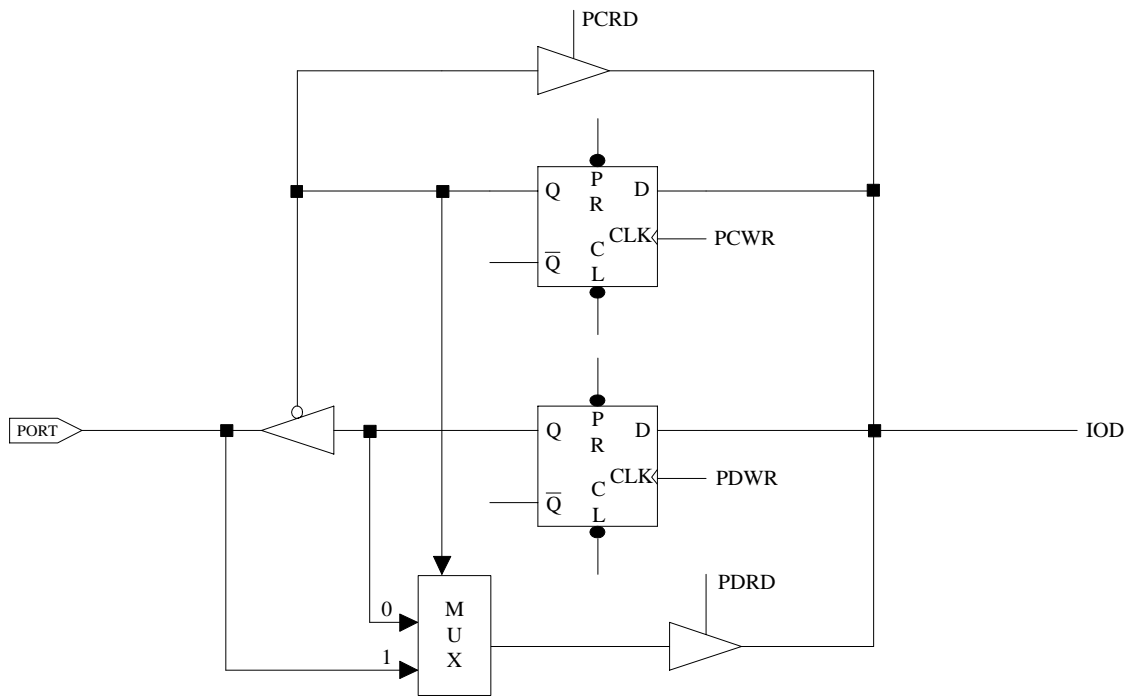 PCRD
Q P R D
CLK PCWR
Q̅ C L
PORT
Q P R D
IOD
CLK PDWR
Q̅ C L
PDRD
0 M U X
1